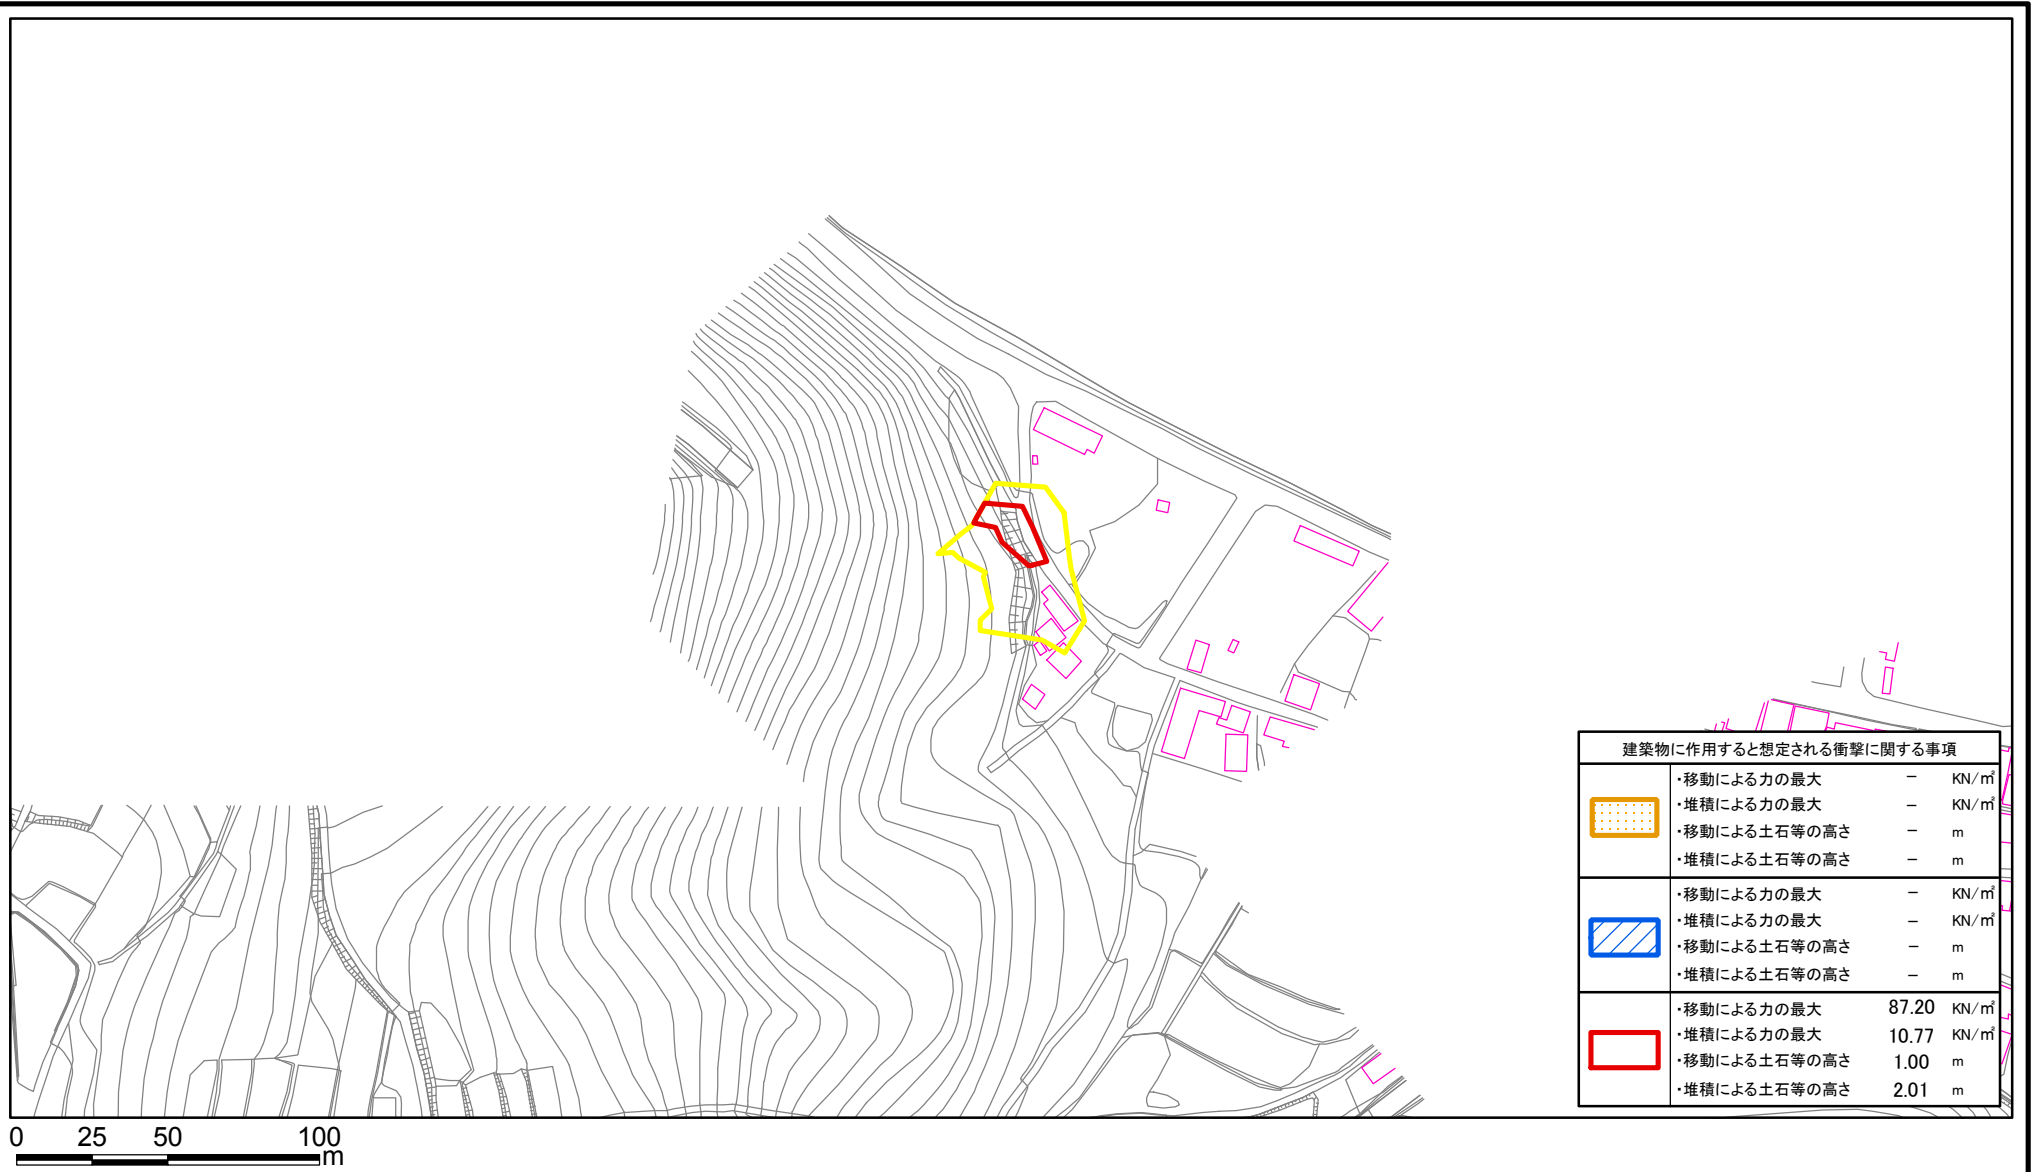 建築物に作用すると想定される衝撃に関する事項
・移動による力の最大 － KN/㎡
・堆積による力の最大 － KN/㎡
・移動による土石等の高さ － m
・堆積による土石等の高さ － m
・移動による力の最大 － KN/㎡
・堆積による力の最大 － KN/㎡
・移動による土石等の高さ － m
・堆積による土石等の高さ － m
・移動による力の最大 87.20 KN/㎡
・堆積による力の最大 10.77 KN/㎡
・移動による土石等の高さ 1.00 m
・堆積による土石等の高さ 2.01 m
0 25 50 100
m